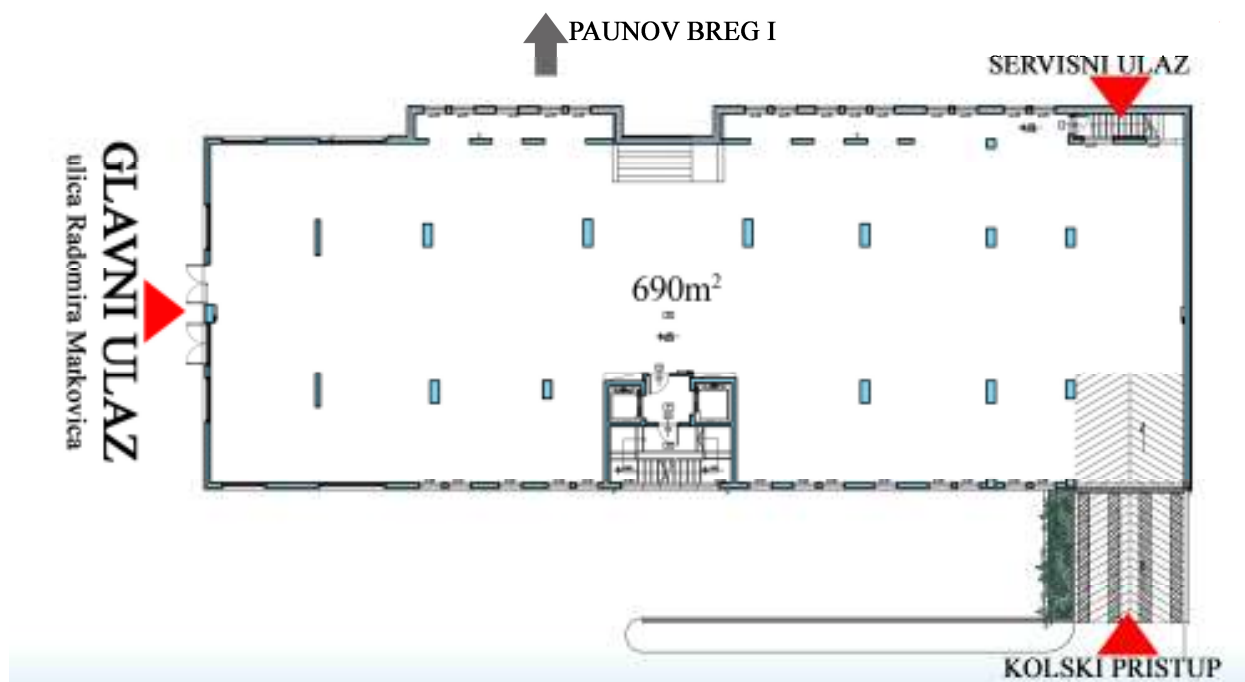 PAUNOV BREG I
SERVISNI ULAZ
GLAVNI ULAZ
ulica Radomira Markovica
690m²
KOLSKI PRISTUP